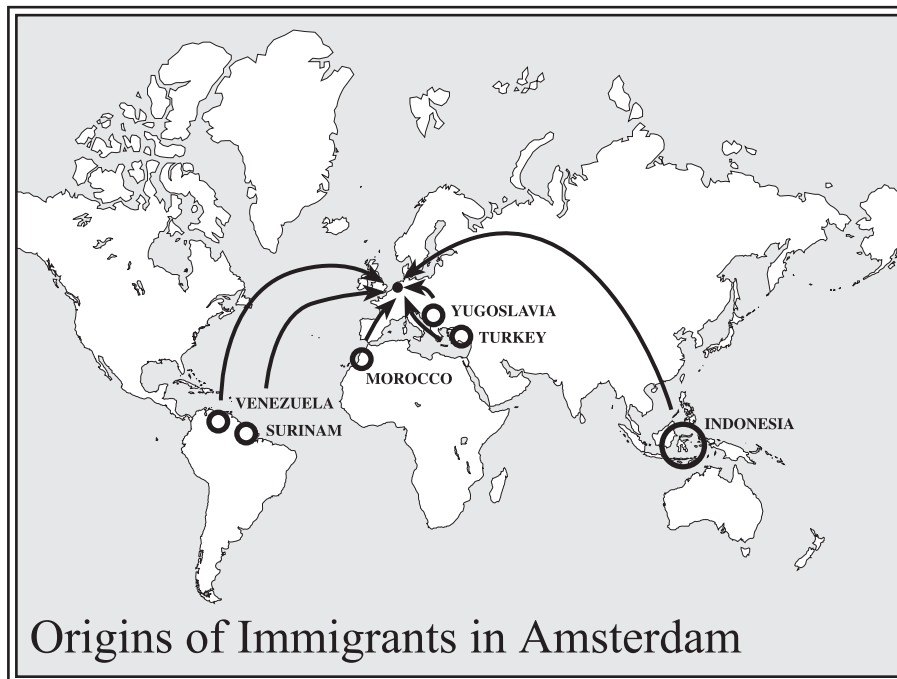 YUGOSLAVIA
TURKEY
MOROCCO
VENEZUELA
SURINAM
INDONESIA
Origins of Immigrants in Amsterdam